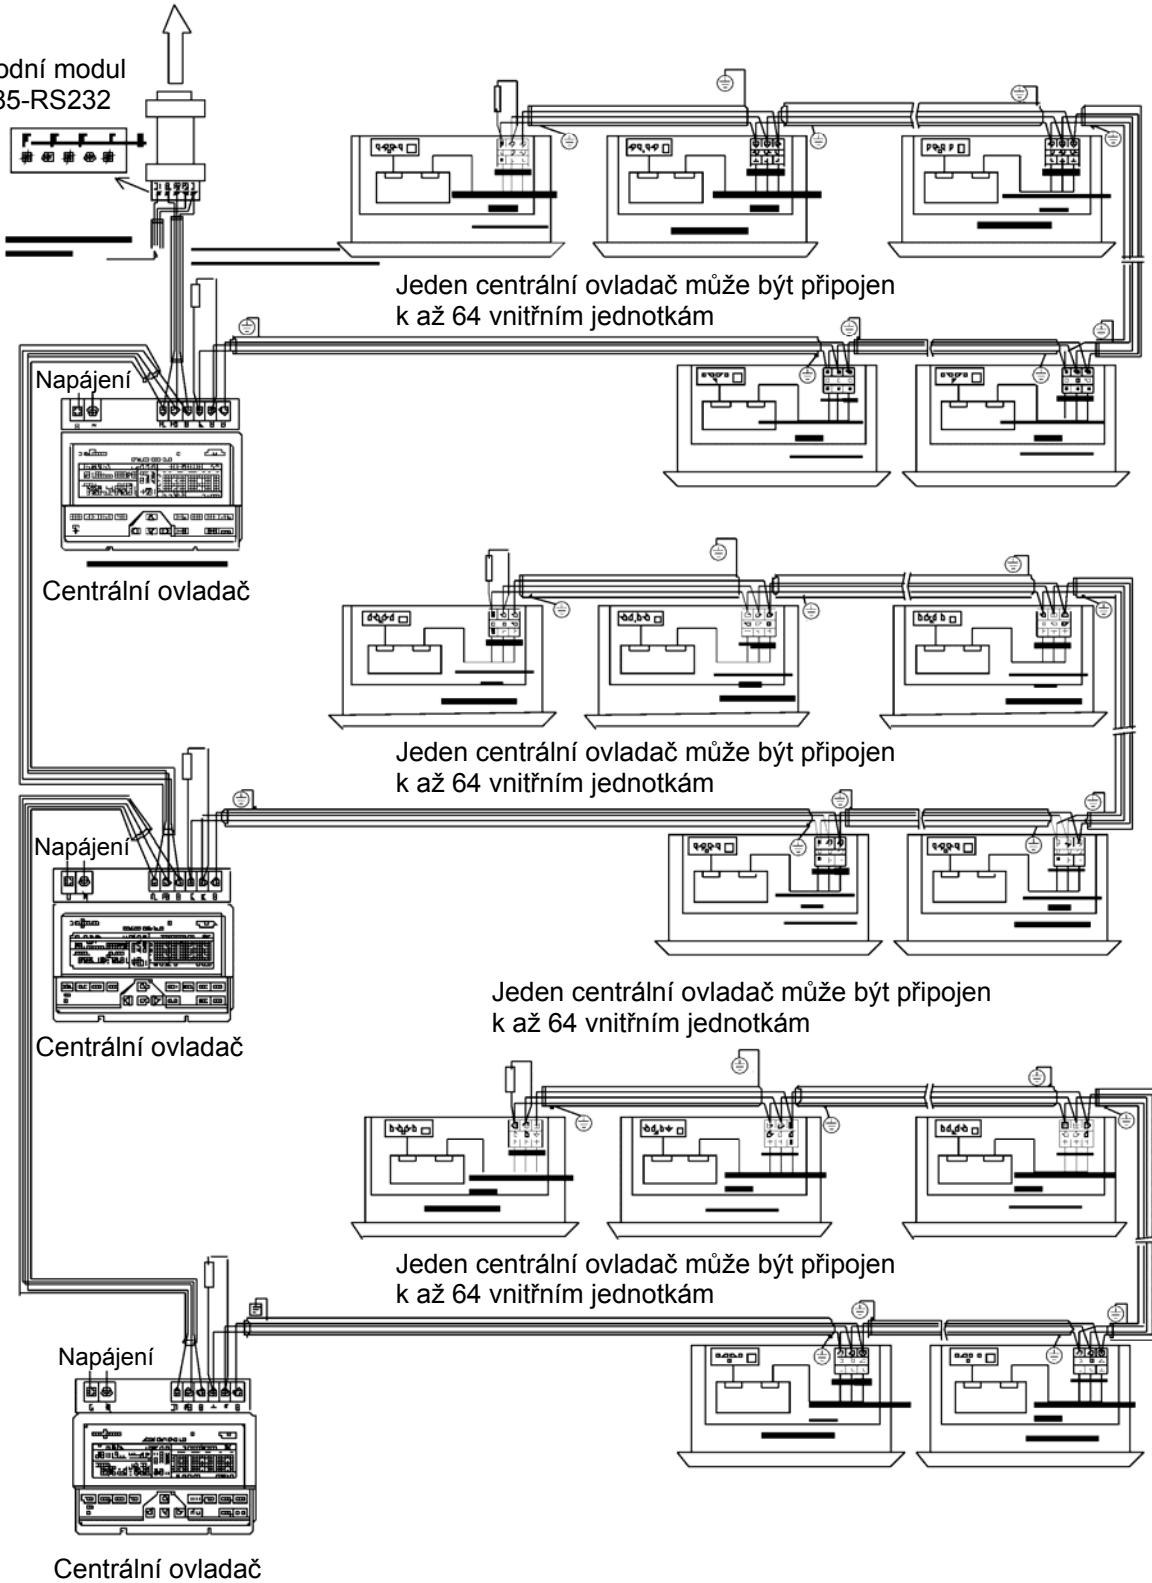 odní modul
35-RS232
Jeden centrální ovladač může být připojen
k až 64 vnitřním jednotkám
Napájení
Centrální ovladač
Jeden centrální ovladač může být připojen
k až 64 vnitřním jednotkám
Napájení
Centrální ovladač
Jeden centrální ovladač může být připojen
k až 64 vnitřním jednotkám
Jeden centrální ovladač může být připojen
k až 64 vnitřním jednotkám
Napájení
Centrální ovladač